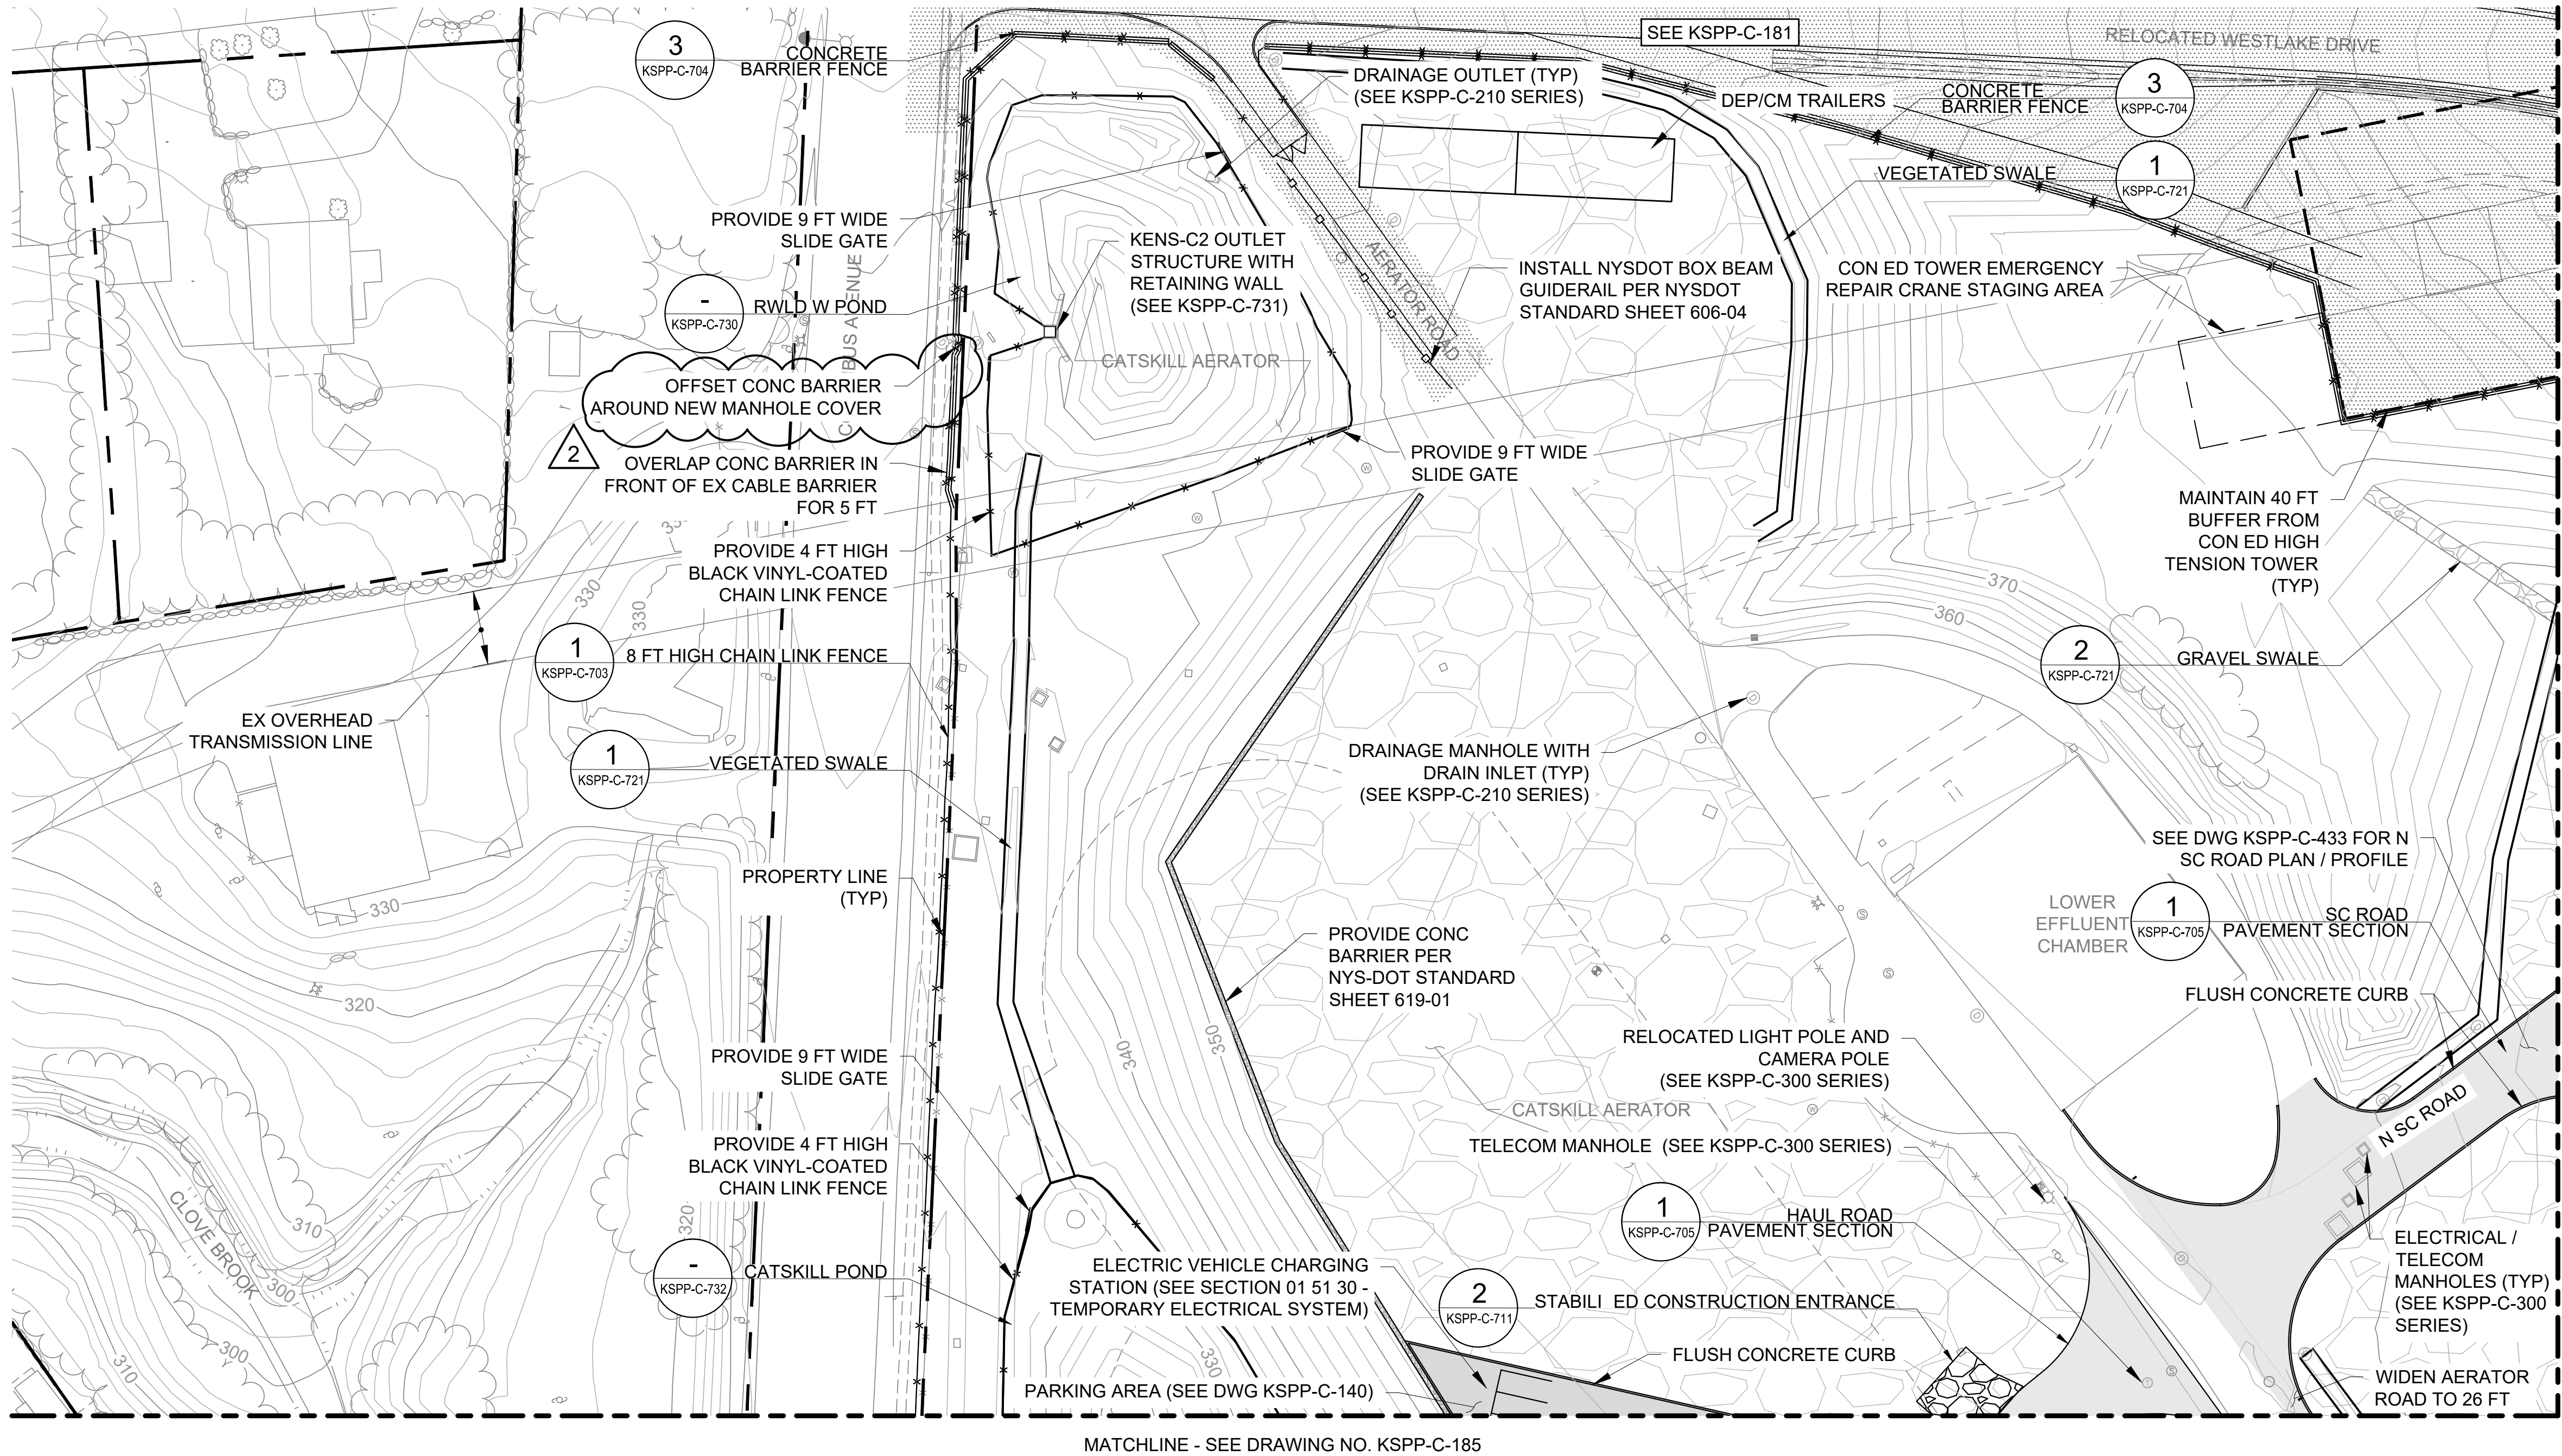 3
KSPP-C-704
CONCRETE
BARRIER FENCE
SEE KSPP-C-181
RELOCATED WESTLAKE DRIVE
DRAINAGE OUTLET (TYP)
(SEE KSPP-C-210 SERIES)
DEP/CM TRAILERS
CONCRETE
BARRIER FENCE
3
KSPP-C-704
VEGETATED SWALE
1
KSPP-C-721
PROVIDE 9 FT WIDE
SLIDE GATE
KENS-C2 OUTLET
STRUCTURE WITH
RETAINING WALL
(SEE KSPP-C-731)
AERATOR ROAD
INSTALL NYSDOT BOX BEAM
GUIDERAIL PER NYSDOT
STANDARD SHEET 606-04
CON ED TOWER EMERGENCY
REPAIR CRANE STAGING AREA
-
KSPP-C-730
RWLD W POND
BUS AVENUE
CATSKILL AERATOR
OFFSET CONC BARRIER
AROUND NEW MANHOLE COVER
2
OVERLAP CONC BARRIER IN
FRONT OF EX CABLE BARRIER
FOR 5 FT
PROVIDE 9 FT WIDE
SLIDE GATE
MAINTAIN 40 FT
BUFFER FROM
CON ED HIGH
TENSION TOWER
(TYP)
PROVIDE 4 FT HIGH
BLACK VINYL-COATED
CHAIN LINK FENCE
330
330
370
360
1
KSPP-C-703
8 FT HIGH CHAIN LINK FENCE
2
KSPP-C-721
GRAVEL SWALE
EX OVERHEAD
TRANSMISSION LINE
1
KSPP-C-721
VEGETATED SWALE
DRAINAGE MANHOLE WITH
DRAIN INLET (TYP)
(SEE KSPP-C-210 SERIES)
SEE DWG KSPP-C-433 FOR N
SC ROAD PLAN / PROFILE
PROPERTY LINE
(TYP)
330
LOWER
EFFLUENT
CHAMBER
1
KSPP-C-705
SC ROAD
PAVEMENT SECTION
PROVIDE CONC
BARRIER PER
NYS-DOT STANDARD
SHEET 619-01
320
FLUSH CONCRETE CURB
340
350
RELOCATED LIGHT POLE AND
CAMERA POLE
(SEE KSPP-C-300 SERIES)
PROVIDE 9 FT WIDE
SLIDE GATE
CATSKILL AERATOR
N SC ROAD
TELECOM MANHOLE (SEE KSPP-C-300 SERIES)
PROVIDE 4 FT HIGH
BLACK VINYL-COATED
CHAIN LINK FENCE
CLOVE BROOK
310
320
1
KSPP-C-705
HAUL ROAD
PAVEMENT SECTION
ELECTRICAL /
TELECOM
MANHOLES (TYP)
(SEE KSPP-C-300
SERIES)
-
KSPP-C-732
CATSKILL POND
ELECTRIC VEHICLE CHARGING
STATION (SEE SECTION 01 51 30 -
TEMPORARY ELECTRICAL SYSTEM)
300
2
KSPP-C-711
STABILI ED CONSTRUCTION ENTRANCE
300
310
330
FLUSH CONCRETE CURB
PARKING AREA (SEE DWG KSPP-C-140)
WIDEN AERATOR
ROAD TO 26 FT
MATCHLINE - SEE DRAWING NO. KSPP-C-185